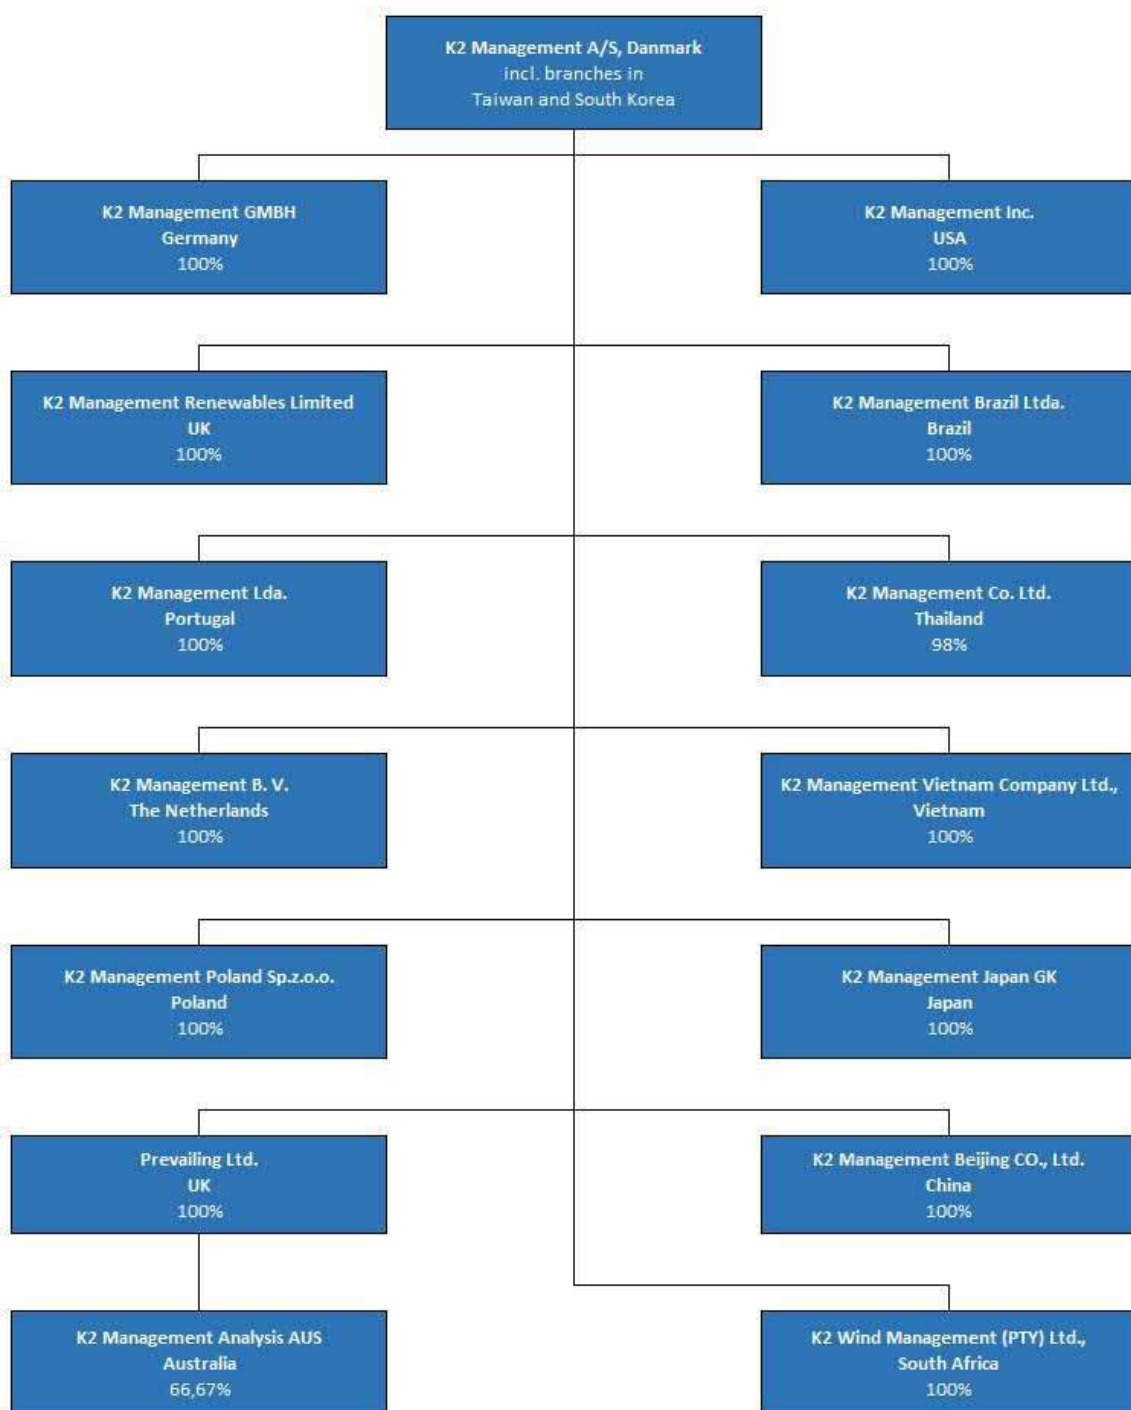 K2 Management A/S, Danmark
incl. branches in
Taiwan and South Korea
K2 Management GMBH
Germany
100%
K2 Management Inc.
USA
100%
K2 Management Renewables Limited
UK
100%
K2 Management Brazil Ltda.
Brazil
100%
K2 Management Lda.
Portugal
100%
K2 Management Co. Ltd.
Thailand
98%
K2 Management B. V.
The Netherlands
100%
K2 Management Vietnam Company Ltd.,
Vietnam
100%
K2 Management Poland Sp.z.o.o.
Poland
100%
K2 Management Japan GK
Japan
100%
Prevailing Ltd.
UK
100%
K2 Management Beijing CO., Ltd.
China
100%
K2 Management Analysis AUS
Australia
66,67%
K2 Wind Management (PTY) Ltd.,
South Africa
100%